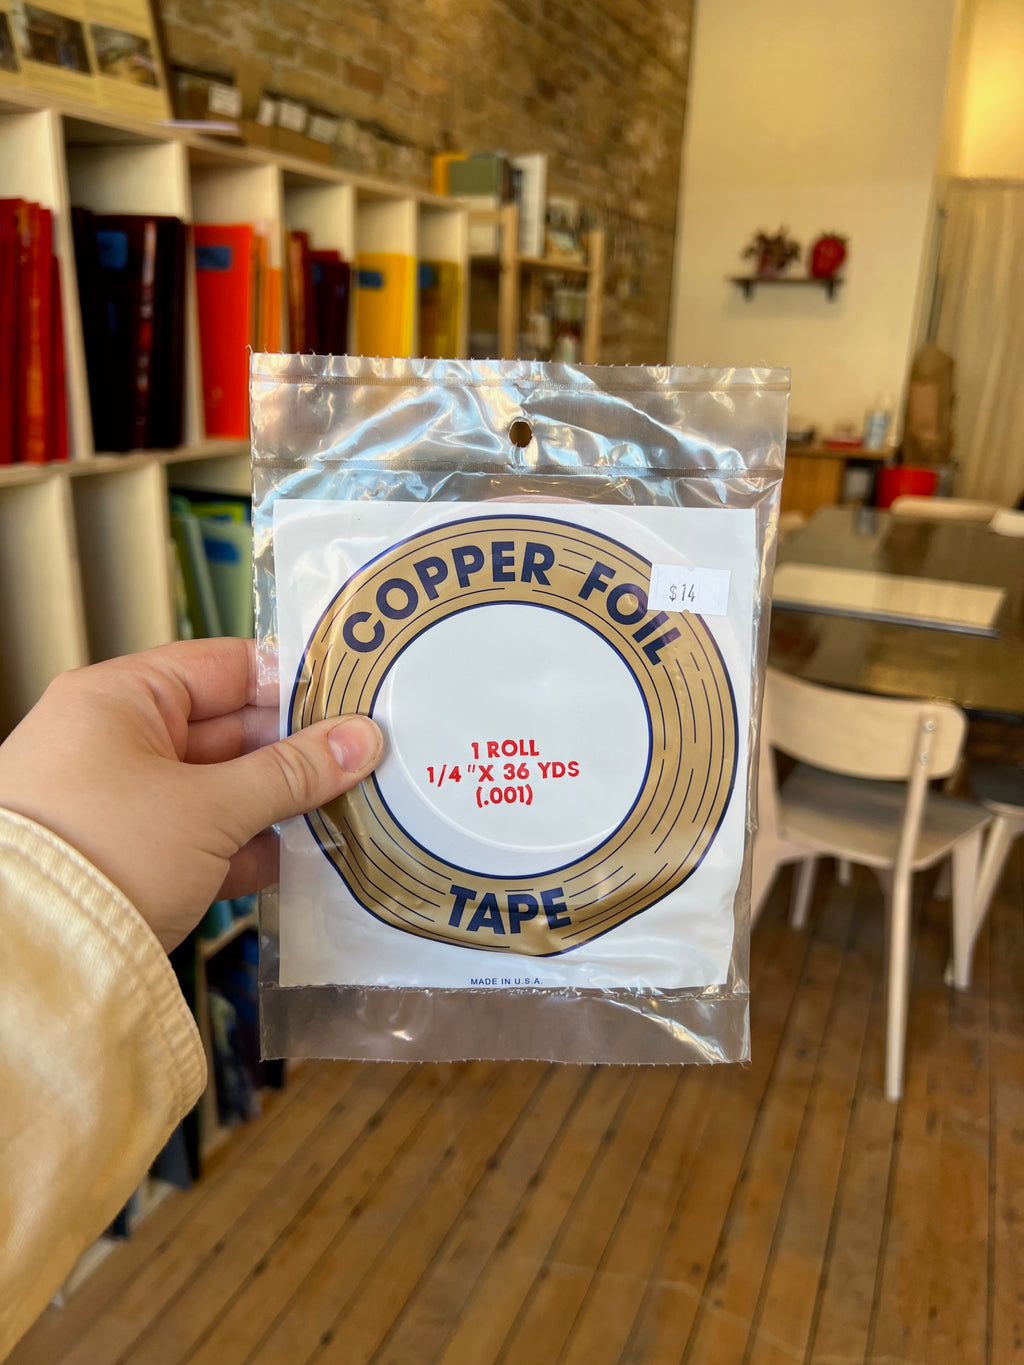 COPPER FOIL
$14
1 ROLL
1/4" X 36 YDS
(.001)
TAPE
MADE IN U.S.A.